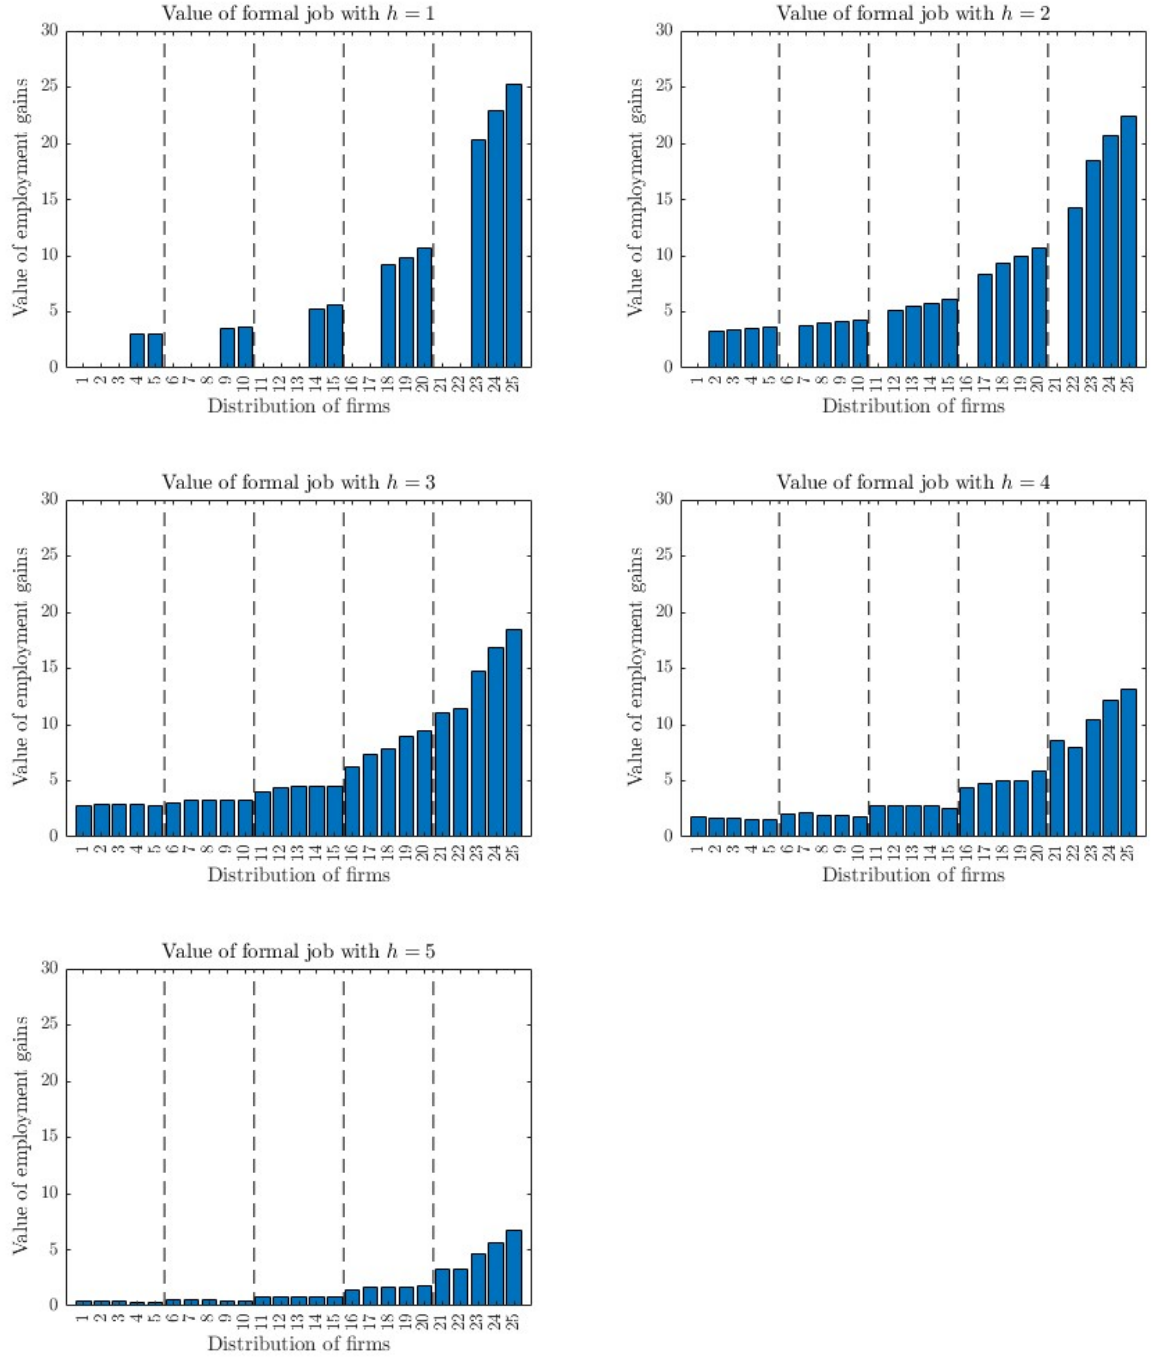 Value of formal job with h = 1
30
25
20
15
10
5
0
Value of employment gains
1 2 3 4 5 6 7 8 9 10 11 12 13 14 15 16 17 18 19 20 21 22 23 24 25
Distribution of firms
Value of formal job with h = 2
30
25
20
15
10
5
0
Value of employment gains
1 2 3 4 5 6 7 8 9 10 11 12 13 14 15 16 17 18 19 20 21 22 23 24 25
Distribution of firms
Value of formal job with h = 3
30
25
20
15
10
5
0
Value of employment gains
1 2 3 4 5 6 7 8 9 10 11 12 13 14 15 16 17 18 19 20 21 22 23 24 25
Distribution of firms
Value of formal job with h = 4
30
25
20
15
10
5
0
Value of employment gains
1 2 3 4 5 6 7 8 9 10 11 12 13 14 15 16 17 18 19 20 21 22 23 24 25
Distribution of firms
Value of formal job with h = 5
30
25
20
15
10
5
0
Value of employment gains
1 2 3 4 5 6 7 8 9 10 11 12 13 14 15 16 17 18 19 20 21 22 23 24 25
Distribution of firms